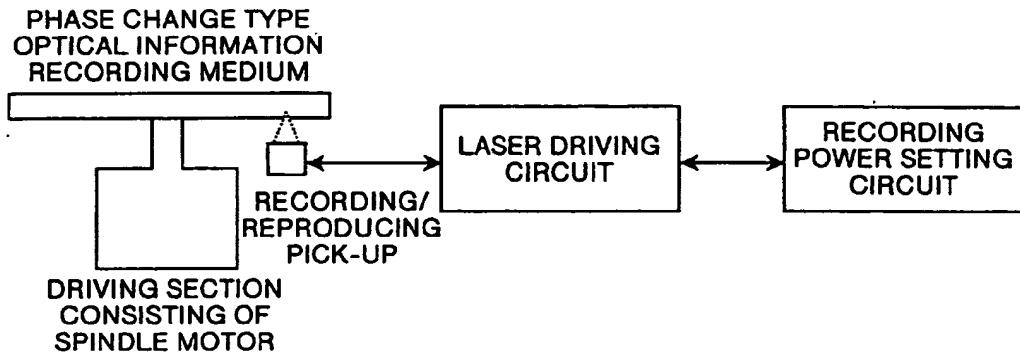 PHASE CHANGE TYPE
OPTICAL INFORMATION
RECORDING MEDIUM
LASER DRIVING
CIRCUIT
RECORDING
POWER SETTING
CIRCUIT
RECORDING/
REPRODUCING
PICK-UP
DRIVING SECTION
CONSISTING OF
SPINDLE MOTOR